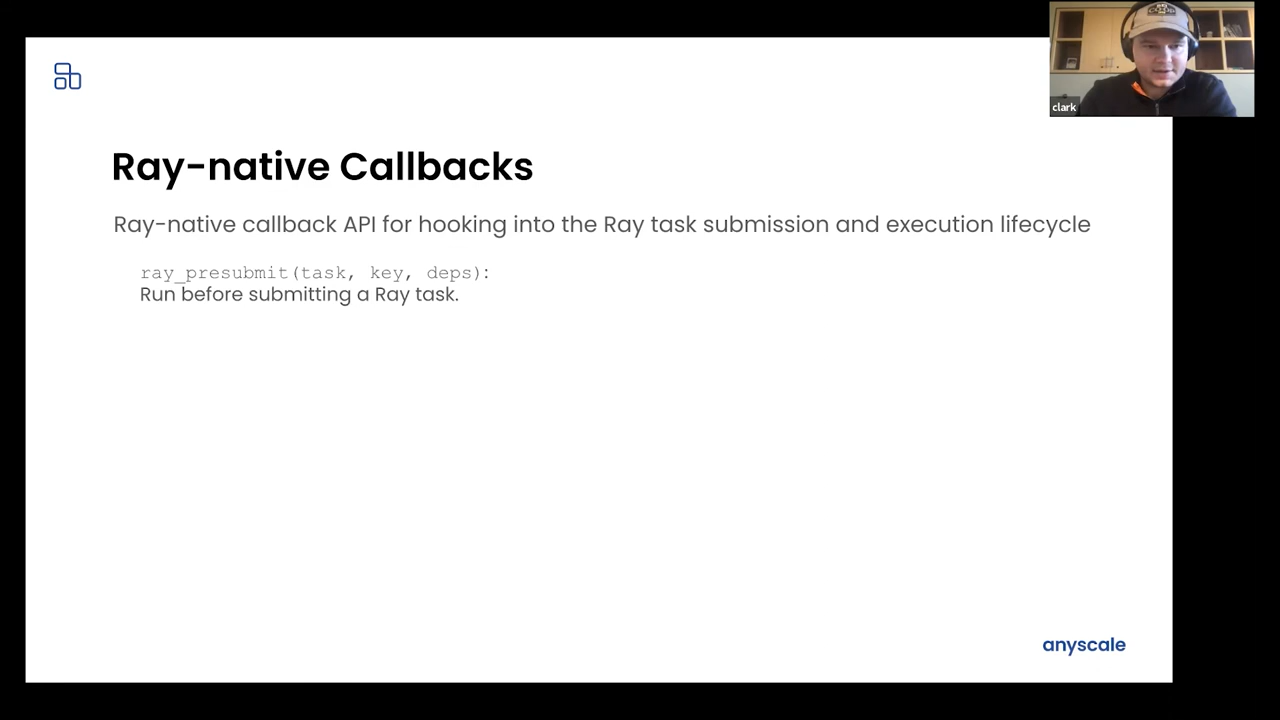 clark
Ray-native Callbacks
Ray-native callback API for hooking into the Ray task submission and execution lifecycle
ray_presubmit(task, key, deps):
Run before submitting a Ray task.
anyscale